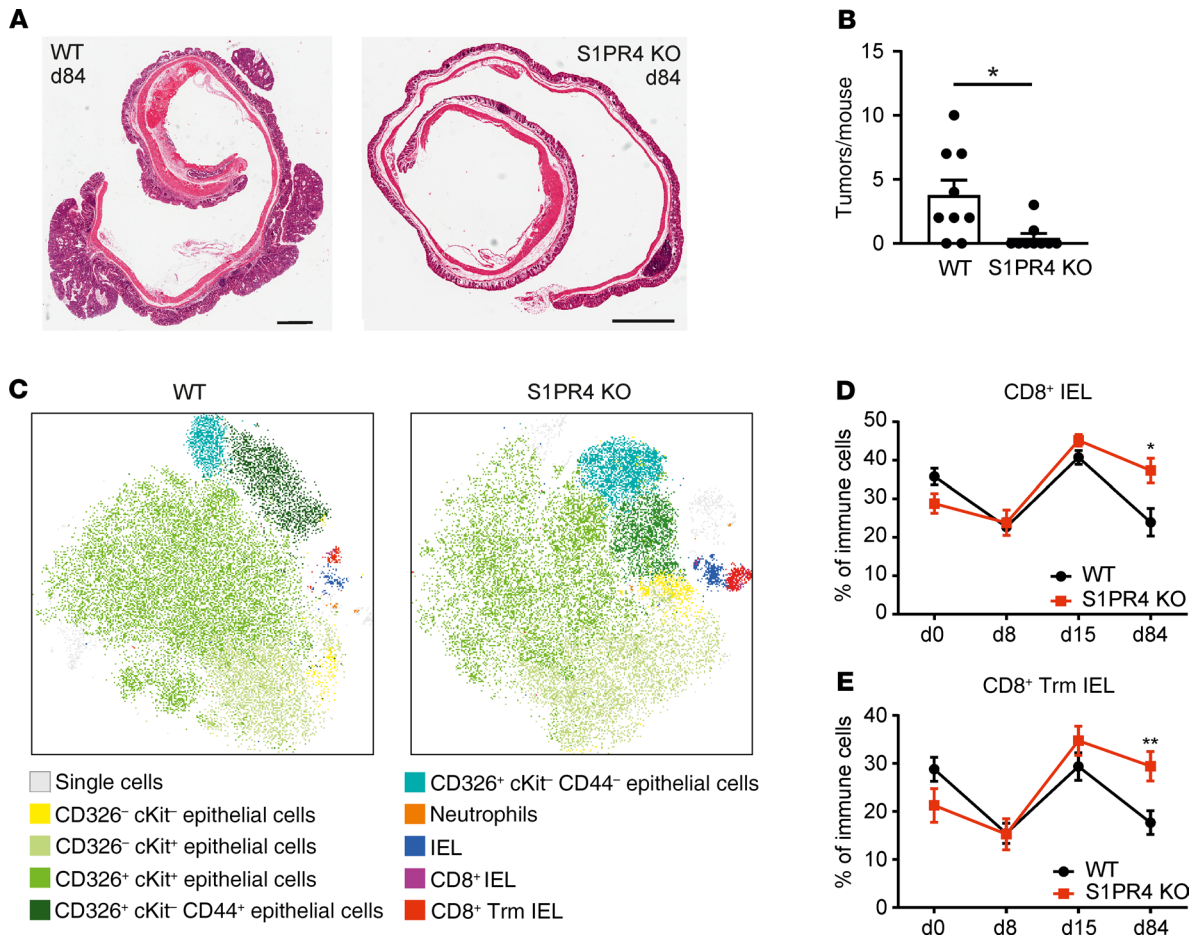 A
WT
d84
S1PR4 KO
d84
B
Tumors/mouse
15
10
5
0
*
WT
S1PR4 KO
C
WT
S1PR4 KO
Single cells
CD326⁻ cKit⁻ epithelial cells
CD326⁻ cKit⁺ epithelial cells
CD326⁺ cKit⁺ epithelial cells
CD326⁺ cKit⁻ CD44⁺ epithelial cells
CD326⁺ cKit⁻ CD44⁻ epithelial cells
Neutrophils
IEL
CD8⁺ IEL
CD8⁺ Trm IEL
D
CD8⁺ IEL
% of immune cells
50
40
30
20
10
0
*
WT
S1PR4 KO
d0 d8 d15 d84
E
CD8⁺ Trm IEL
% of immune cells
40
30
20
10
0
**
WT
S1PR4 KO
d0 d8 d15 d84